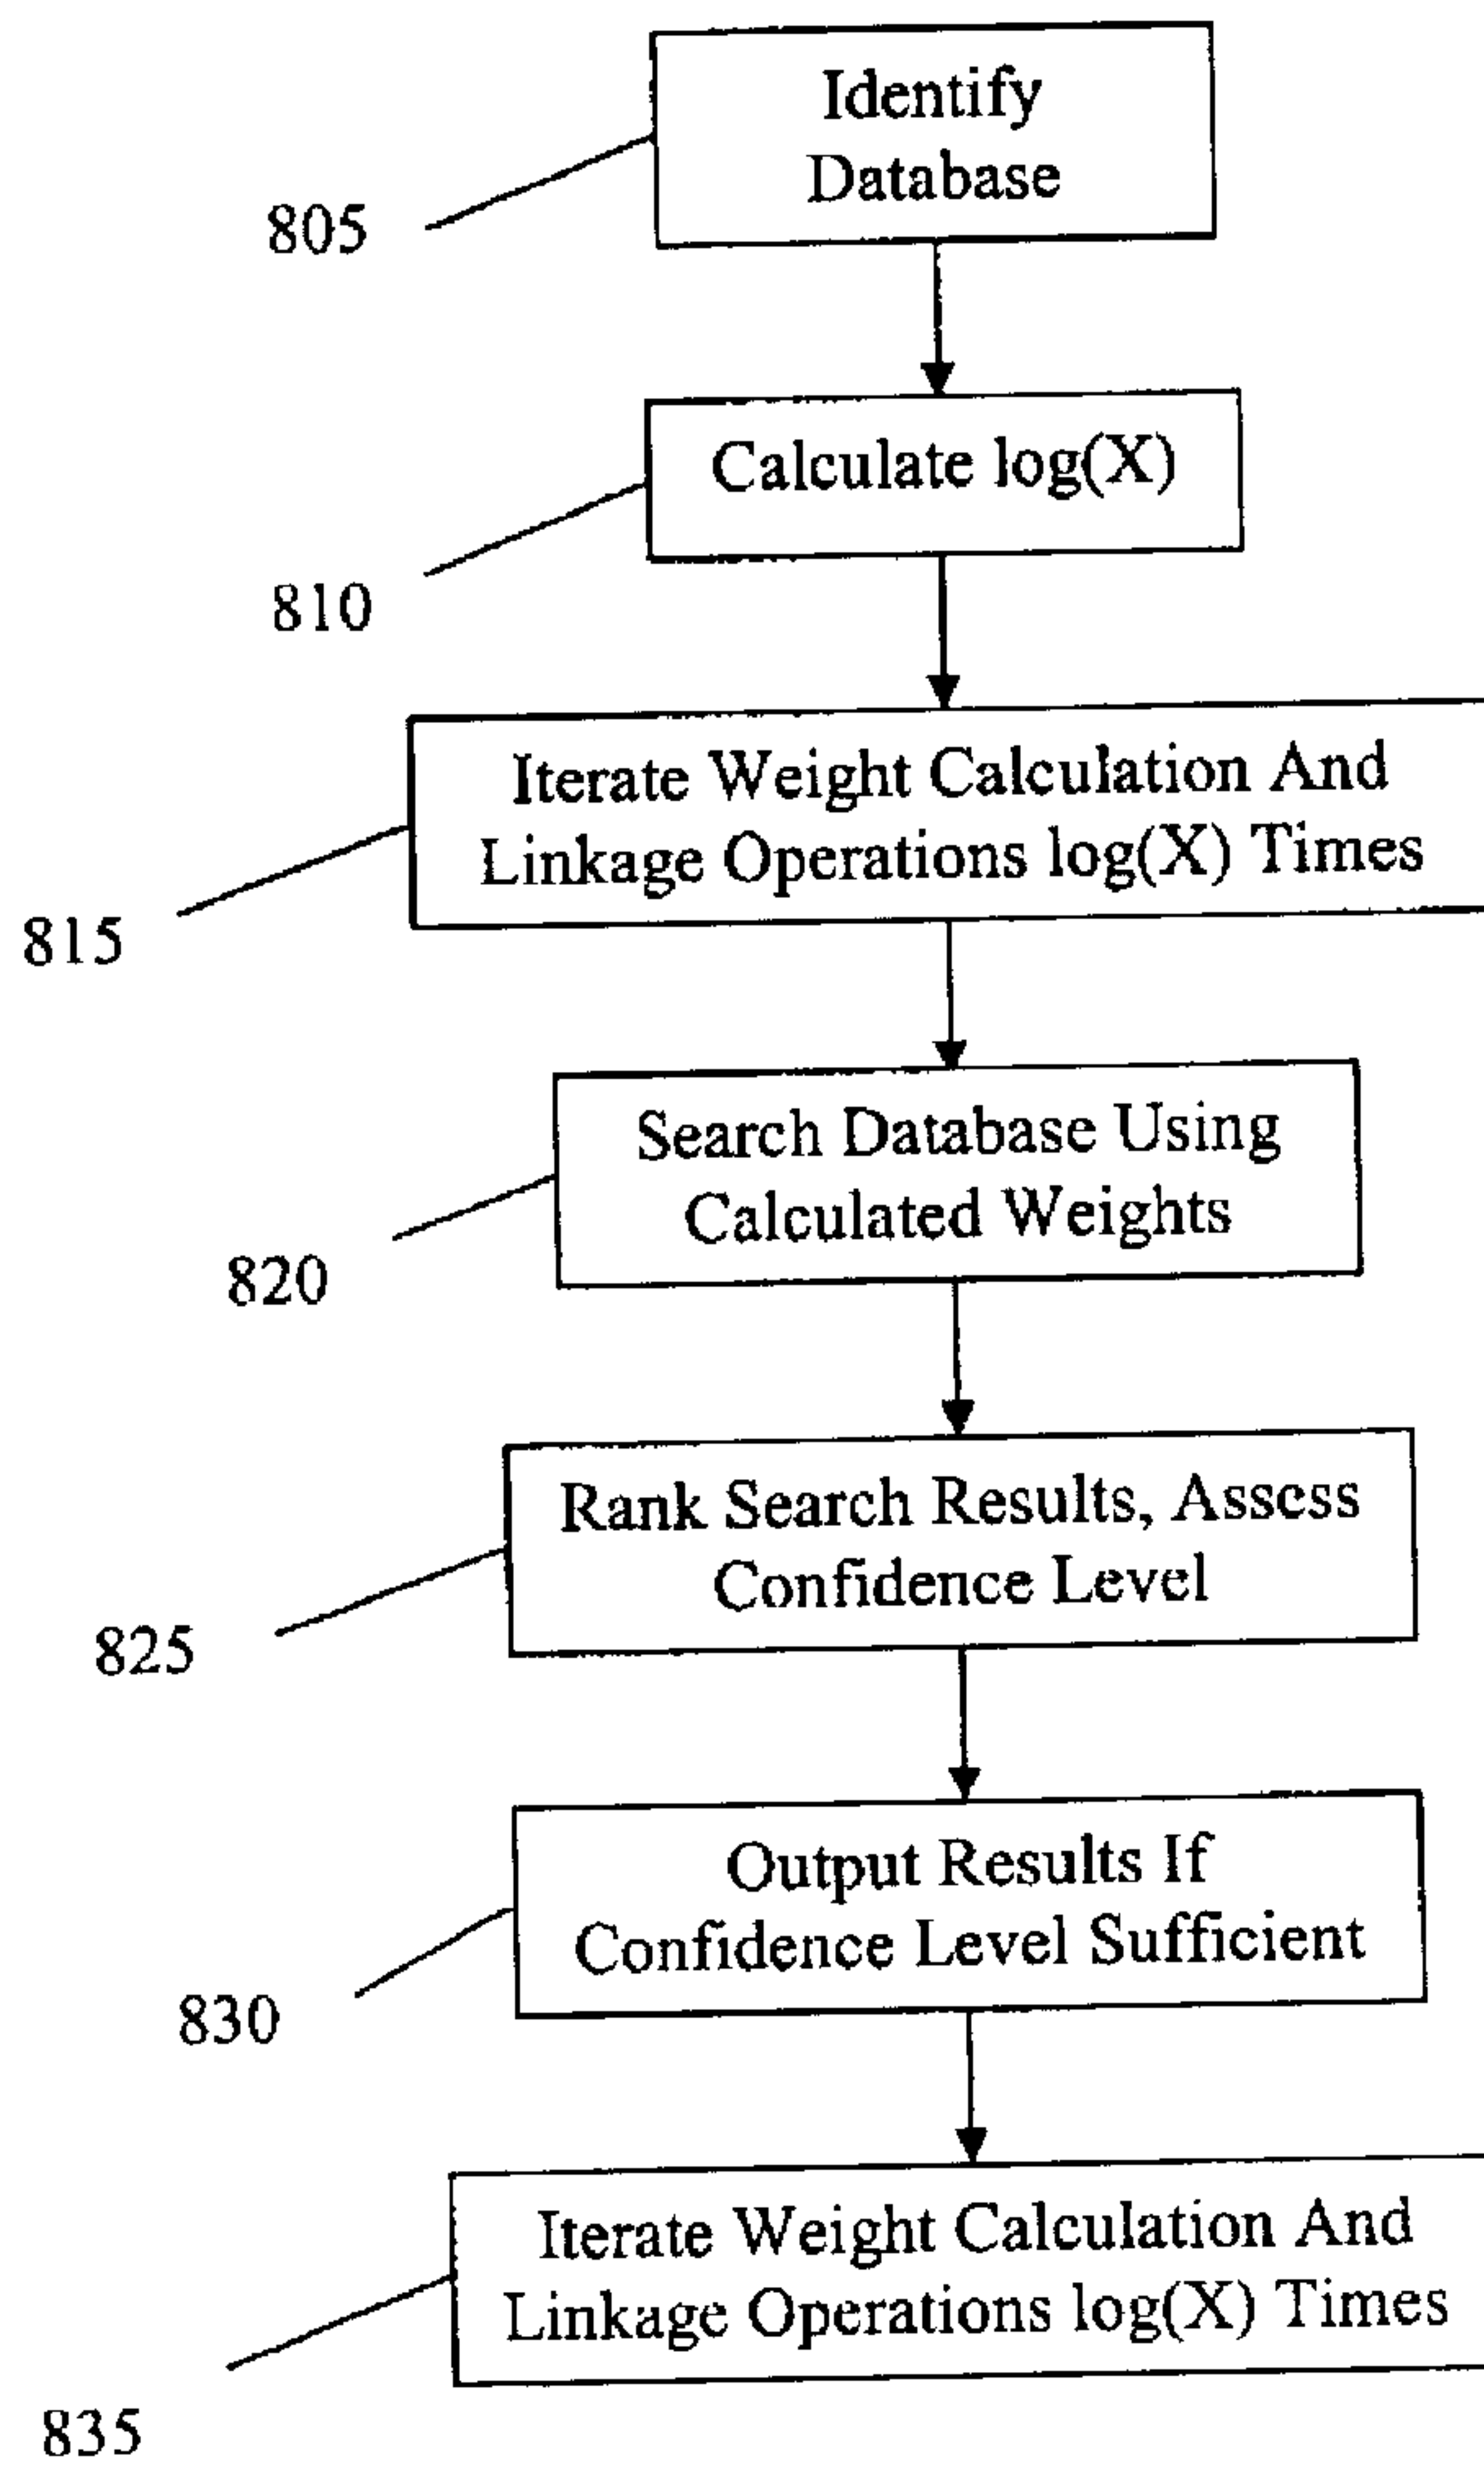 Identify
Database
805
Calculate log(X)
810
Iterate Weight Calculation And
Linkage Operations log(X) Times
815
Search Database Using
Calculated Weights
820
Rank Search Results, Assess
Confidence Level
825
Output Results If
Confidence Level Sufficient
830
Iterate Weight Calculation And
Linkage Operations log(X) Times
835